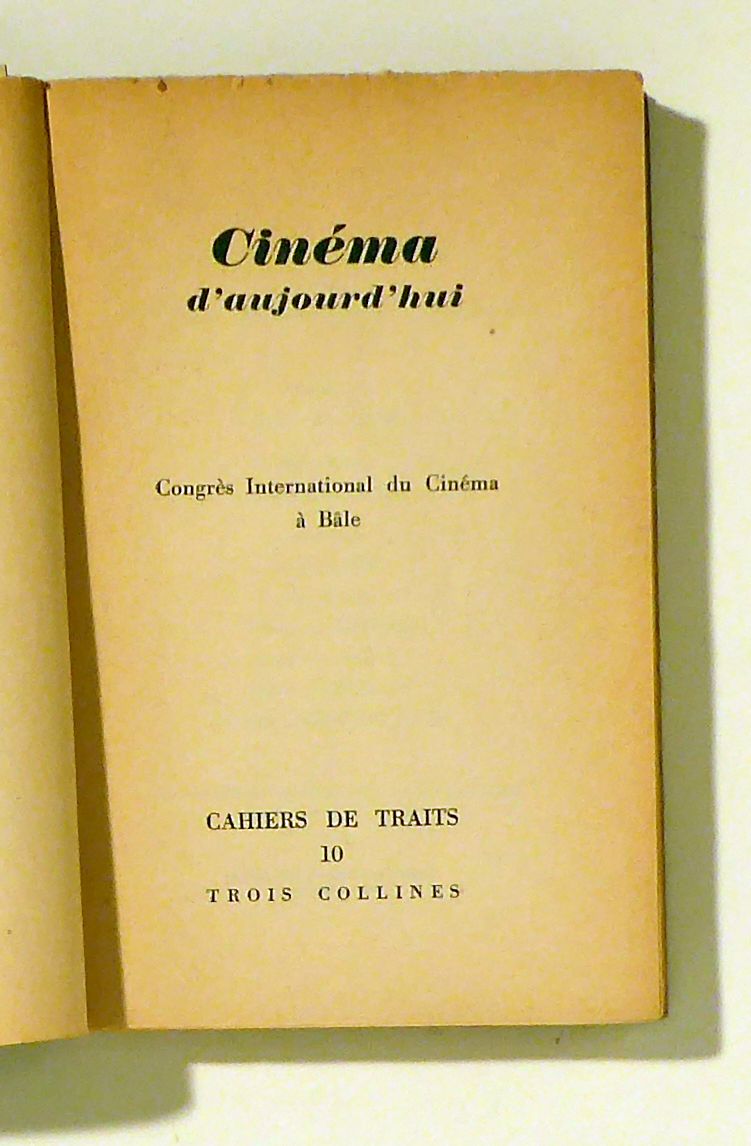 Cinéma
d'aujourd'hui
Congrès International du Cinéma
à Bâle
CAHIERS DE TRAITS
10
TROIS COLLINES